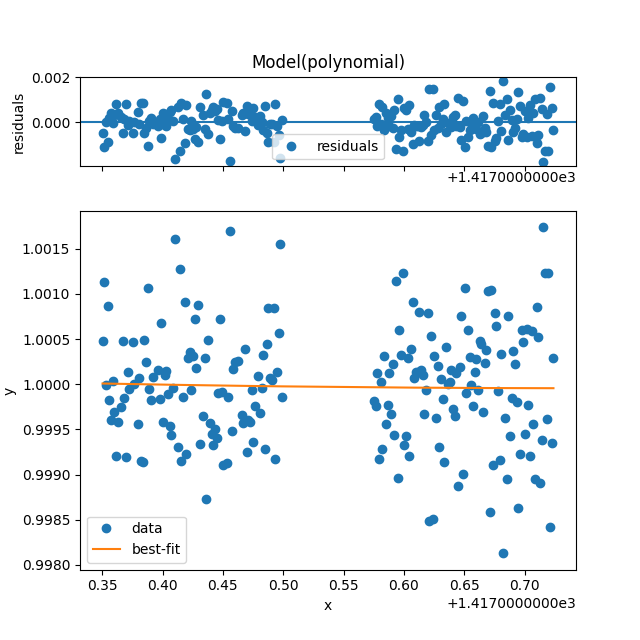 Model(polynomial)
0.002
0.000
residuals
residuals
+1.4170000000e3
1.0015
1.0010
1.0005
1.0000
0.9995
0.9990
0.9985
0.9980
y
data
best-fit
0.35 0.40 0.45 0.50 0.55 0.60 0.65 0.70
x
+1.4170000000e3